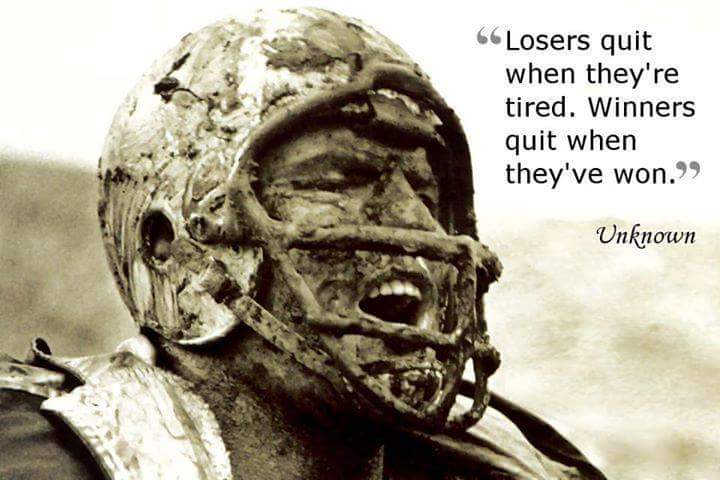 “Losers quit
when they're
tired. Winners
quit when
they've won.”
Unknown